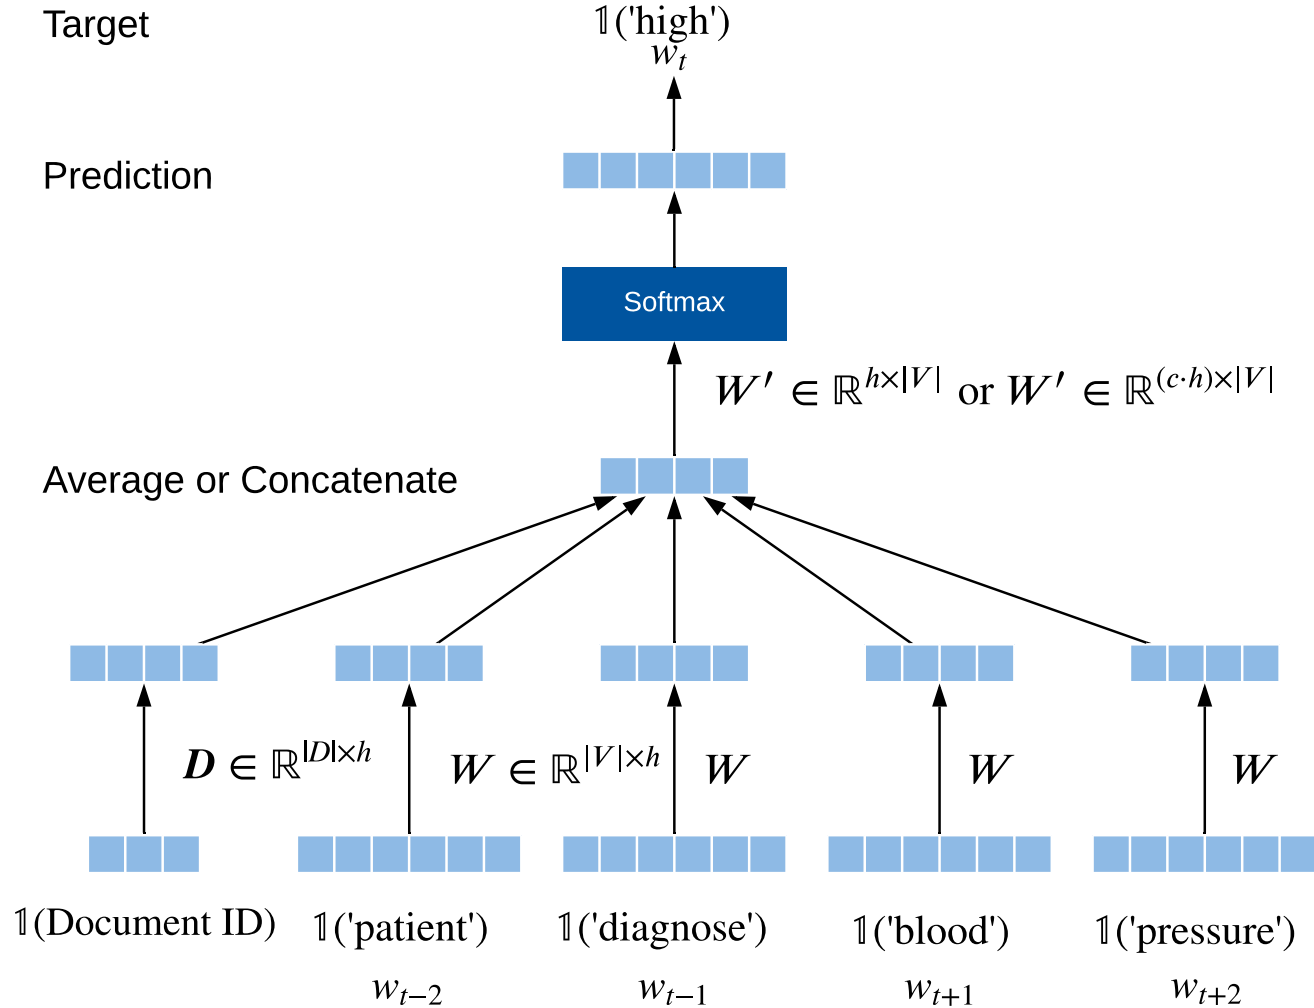 Target
𝟙('high')
wₜ
Prediction
Softmax
W′ ∈ ℝ^{h×|V|} or W′ ∈ ℝ^{(c·h)×|V|}
Average or Concatenate
D ∈ ℝ^{|D|×h}
W ∈ ℝ^{|V|×h}
W
W
W
𝟙(Document ID)
𝟙('patient')
𝟙('diagnose')
𝟙('blood')
𝟙('pressure')
w_{t−2}
w_{t−1}
w_{t+1}
w_{t+2}